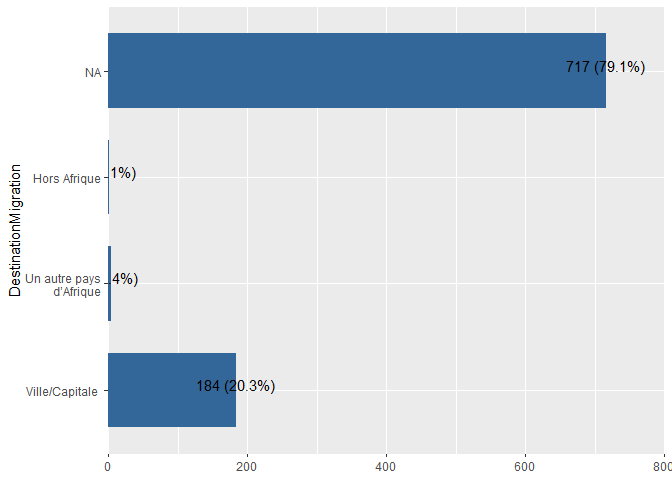 DestinationMigration
NA
717 (79.1%)
Hors Afrique
1%)
Un autre pays
d'Afrique
4%)
Ville/Capitale
184 (20.3%)
0
200
400
600
800